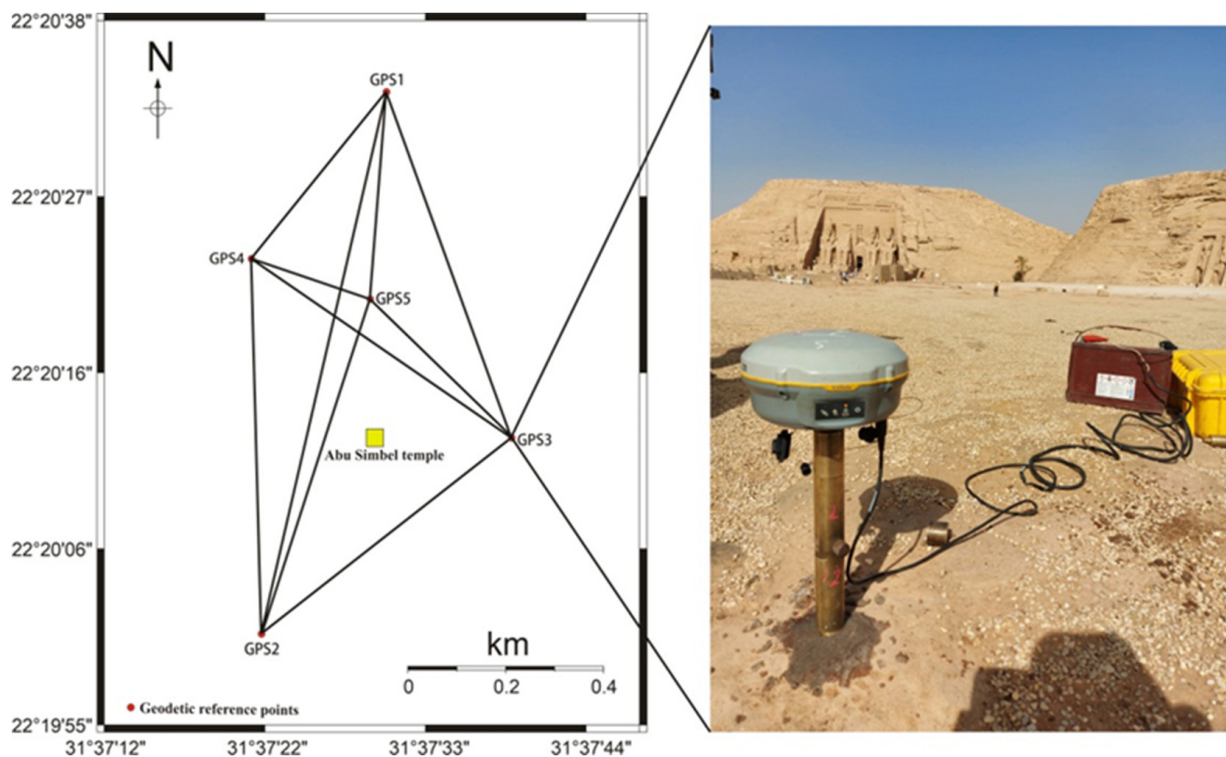 22°20'38"
N
GPS1
22°20'27"
GPS4
GPS5
22°20'16"
GPS3
Abu Simbel temple
22°20'06"
GPS2
km
0 0.2 0.4
Geodetic reference points
22°19'55"
31°37'12" 31°37'22" 31°37'33" 31°37'44"